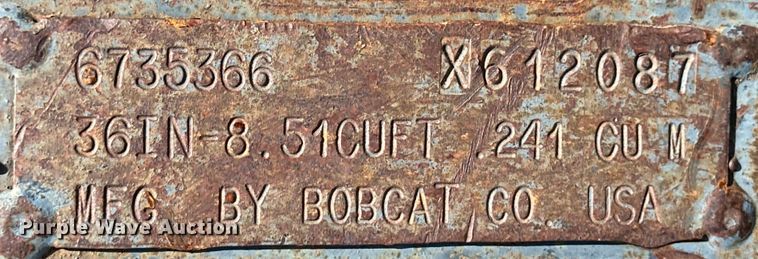 6735366 X612087
36IN-8.51CUFT .241 CU M
MFG BY BOBCAT CO. USA
Purple Wave Auction